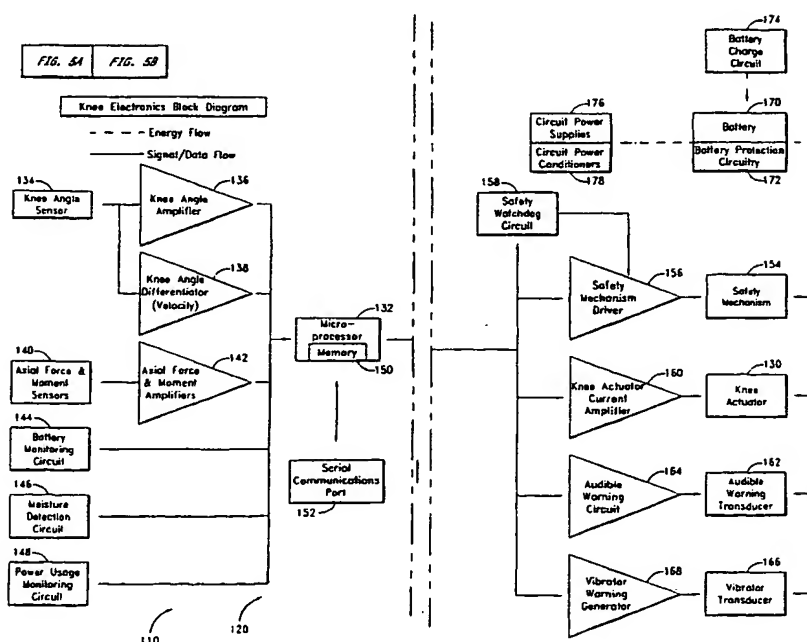 FIG. 5A
FIG. 5B
Knee Electronics Block Diagram
Energy Flow
Signal/Data Flow
134
Knee Angle
Sensor
136
Knee Angle
Amplifier
138
Knee Angle
Differentiator
(Velocity)
140
Axial Force &
Moment
Sensors
142
Axial Force
& Moment
Amplifiers
144
Battery
Monitoring
Circuit
146
Moisture
Detection
Circuit
148
Power Usage
Monitoring
Circuit
110
120
132
Micro-
processor
Memory
150
Serial
Communications
Port
152
174
Battery
Charge
Circuit
176
Circuit Power
Supplies
Circuit Power
Conditioners
178
170
Battery
Battery Protection
Circuitry
172
158
Safety
Watchdog
Circuit
156
Safety
Mechanism
Driver
154
Safety
Mechanism
160
Knee Actuator
Current
Amplifier
130
Knee
Actuator
164
Audible
Warning
Circuit
162
Audible
Warning
Transducer
168
Vibrator
Warning
Generator
166
Vibrator
Transducer